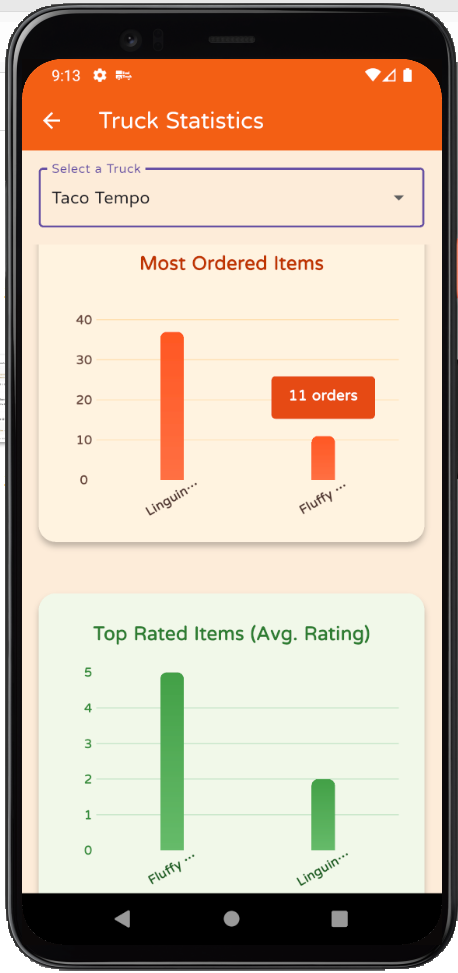 9:13
Truck Statistics
Select a Truck
Taco Tempo
Most Ordered Items
40
30
20
10
0
11 orders
Linguin...
Fluffy ...
Top Rated Items (Avg. Rating)
5
4
3
2
1
0
Fluffy ...
Linguin...